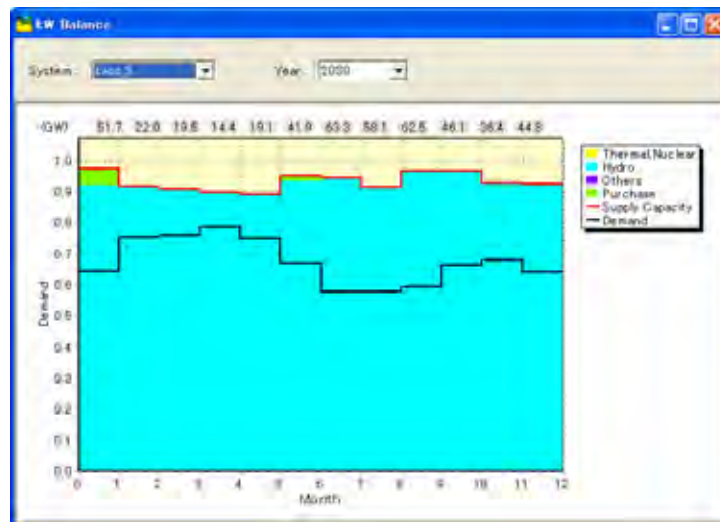 kW Balance
System
Year
2030
(GW) 51.7 22.0 19.5 14.4 19.1 41.9 63.3 58.1 62.5 46.1 36.4 44.8
1.0
0.9
0.8
0.7
0.6
0.5
0.4
0.3
0.2
0.1
0.0
Demand
0 1 2 3 4 5 6 7 8 9 10 11 12
Month
Thermal,Nuclear
Hydro
Others
Purchase
Supply Capacity
Demand